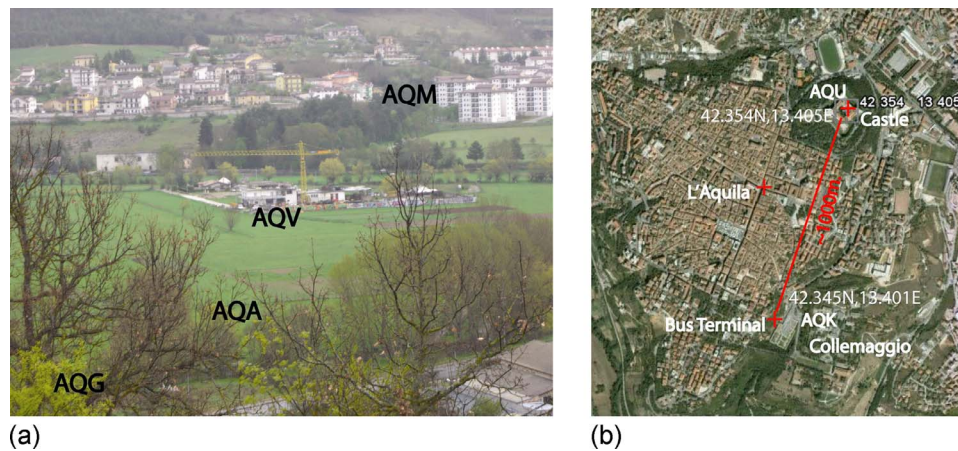 AQM
AQV
AQA
AQG
(a)
AQU
42 354 13 405
42.354N,13.405E
Castle
L'Aquila
~1000m
42.345N,13.401E
Bus Terminal
AQK
Collemaggio
(b)